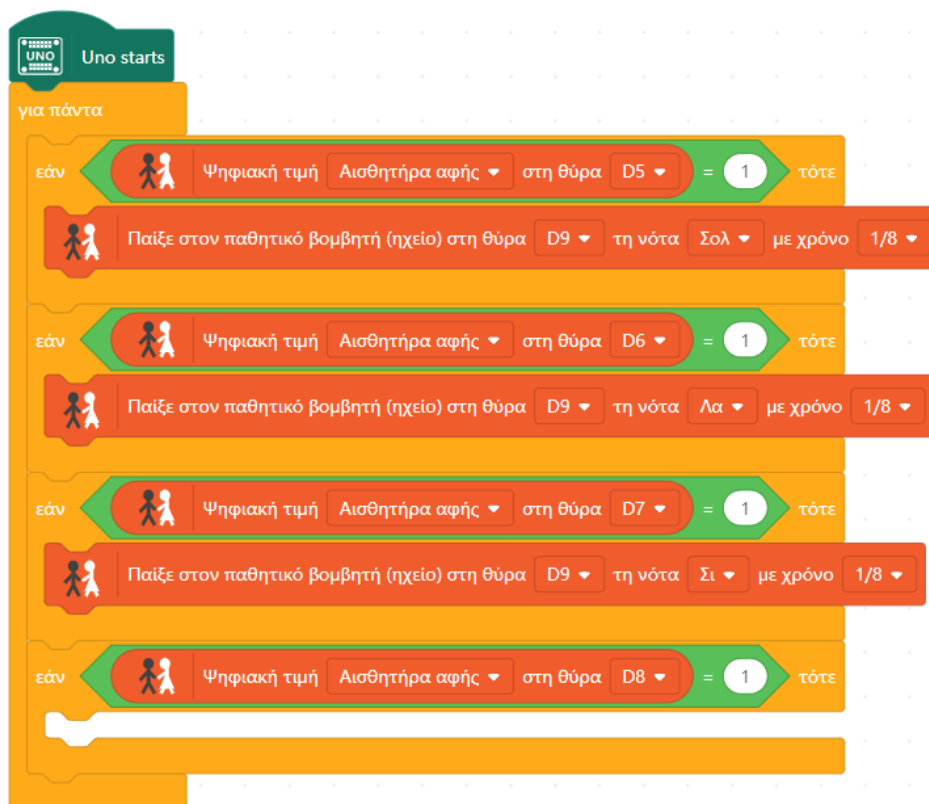 UNO Uno starts
για πάντα
εάν Ψηφιακή τιμή Αισθητήρα αφής στη θύρα D5 = 1 τότε
Παίξε στον παθητικό βομβητή (ηχείο) στη θύρα D9 τη νότα Σολ με χρόνο 1/8
εάν Ψηφιακή τιμή Αισθητήρα αφής στη θύρα D6 = 1 τότε
Παίξε στον παθητικό βομβητή (ηχείο) στη θύρα D9 τη νότα Λα με χρόνο 1/8
εάν Ψηφιακή τιμή Αισθητήρα αφής στη θύρα D7 = 1 τότε
Παίξε στον παθητικό βομβητή (ηχείο) στη θύρα D9 τη νότα Σι με χρόνο 1/8
εάν Ψηφιακή τιμή Αισθητήρα αφής στη θύρα D8 = 1 τότε